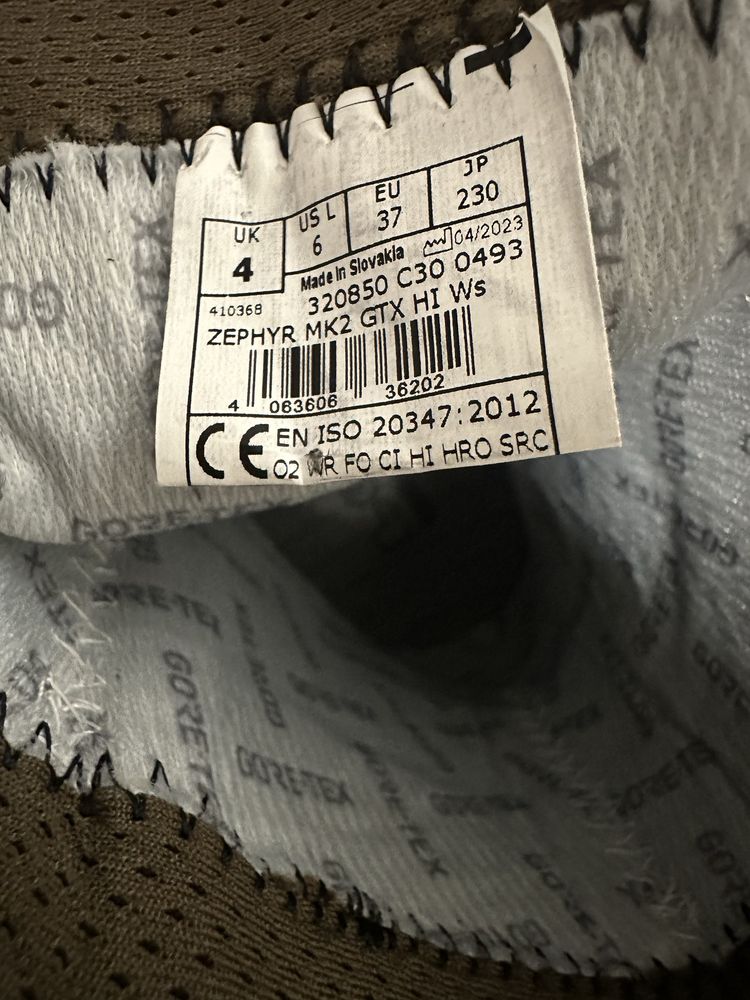 UK
4
US L
6
EU
37
JP
230
Made in Slovakia 04/2023
410368 320850 C30 0493
ZEPHYR MK2 GTX HI Ws
4 063606 36202
CE EN ISO 20347:2012
O2 WR FO CI HI HRO SRC
GORE-TEX
GORE-TEX
GORE-TEX
GORE-TEX